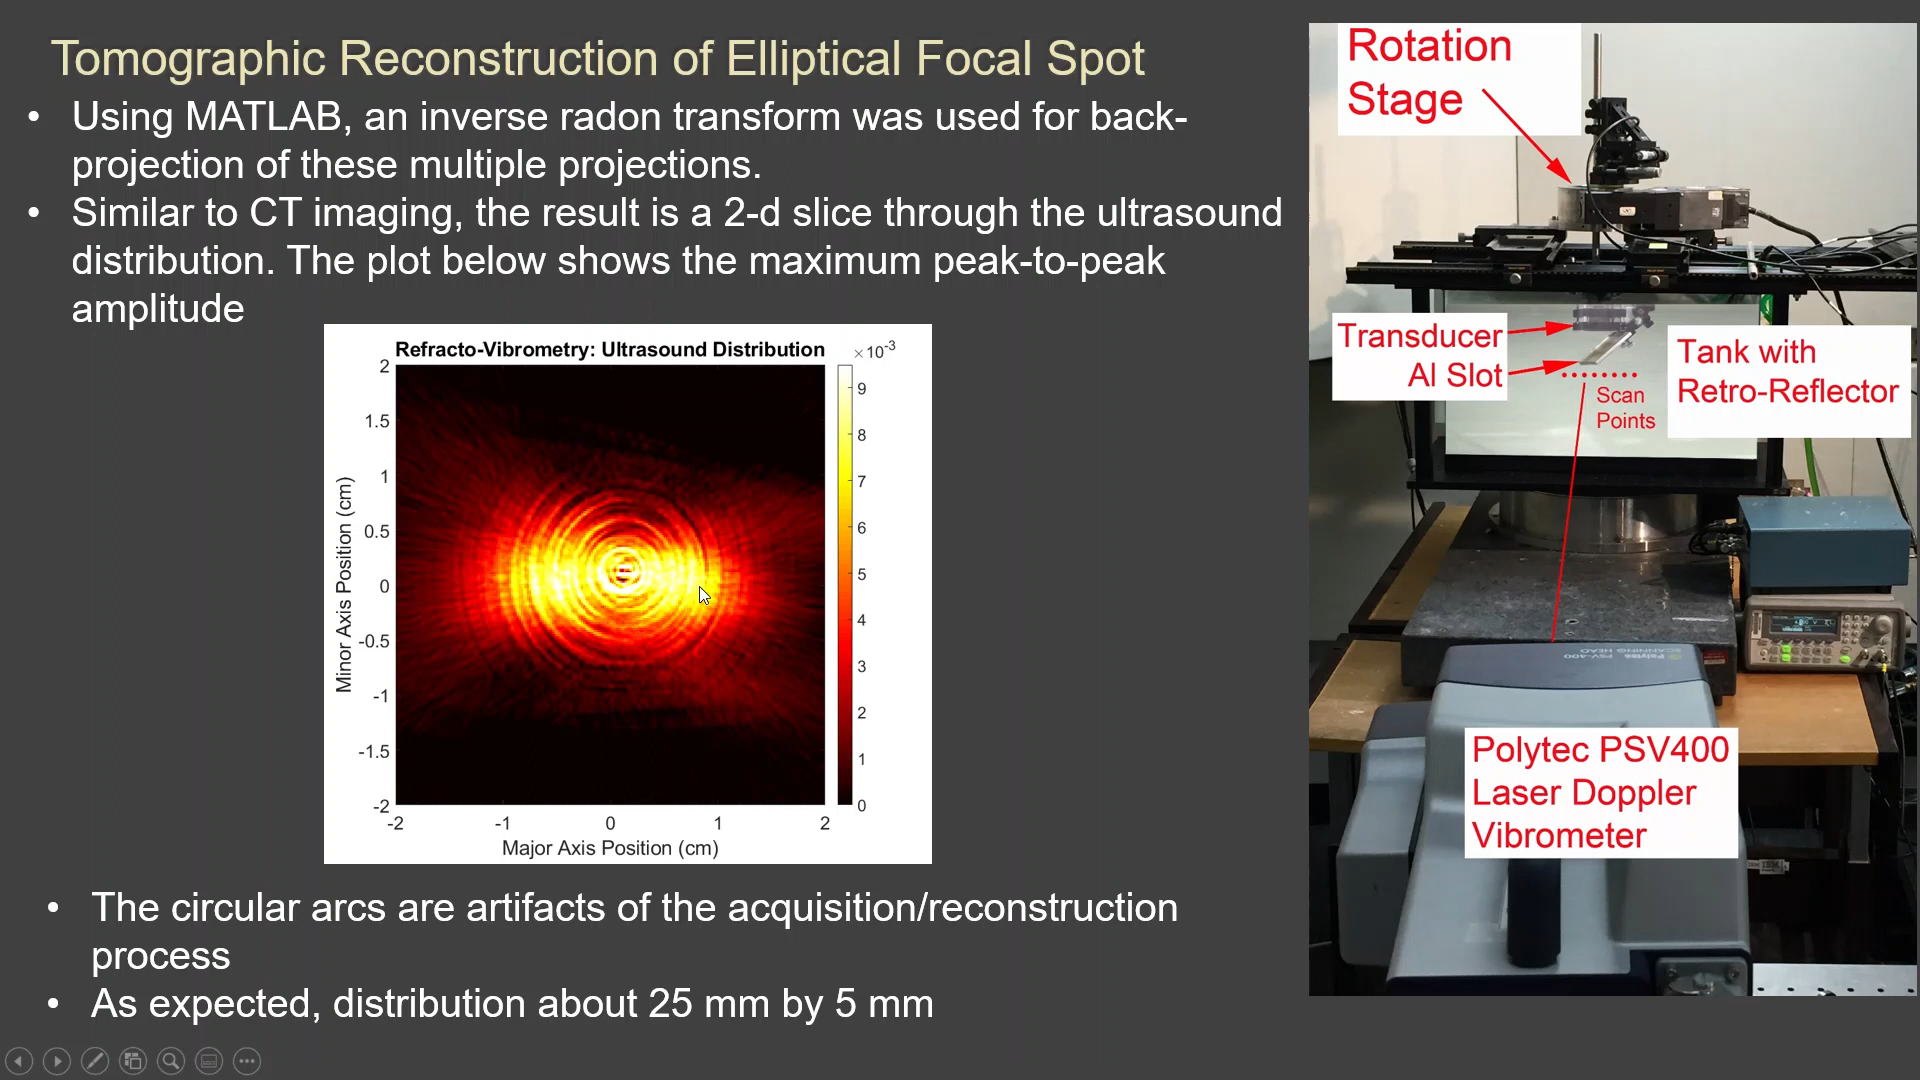 Tomographic Reconstruction of Elliptical Focal Spot
• Using MATLAB, an inverse radon transform was used for back-
projection of these multiple projections.
• Similar to CT imaging, the result is a 2-d slice through the ultrasound
distribution. The plot below shows the maximum peak-to-peak
amplitude
Refracto-Vibrometry: Ultrasound Distribution
×10-3
2
1.5
1
0.5
0
-0.5
-1
-1.5
-2
Minor Axis Position (cm)
-2 -1 0 1 2
Major Axis Position (cm)
9
8
7
6
5
4
3
2
1
0
• The circular arcs are artifacts of the acquisition/reconstruction
process
• As expected, distribution about 25 mm by 5 mm
Rotation
Stage
Transducer
Al Slot
Scan
Points
Tank with
Retro-Reflector
Polytec PSV-400
SCANNING HEAD
Polytec PSV400
Laser Doppler
Vibrometer